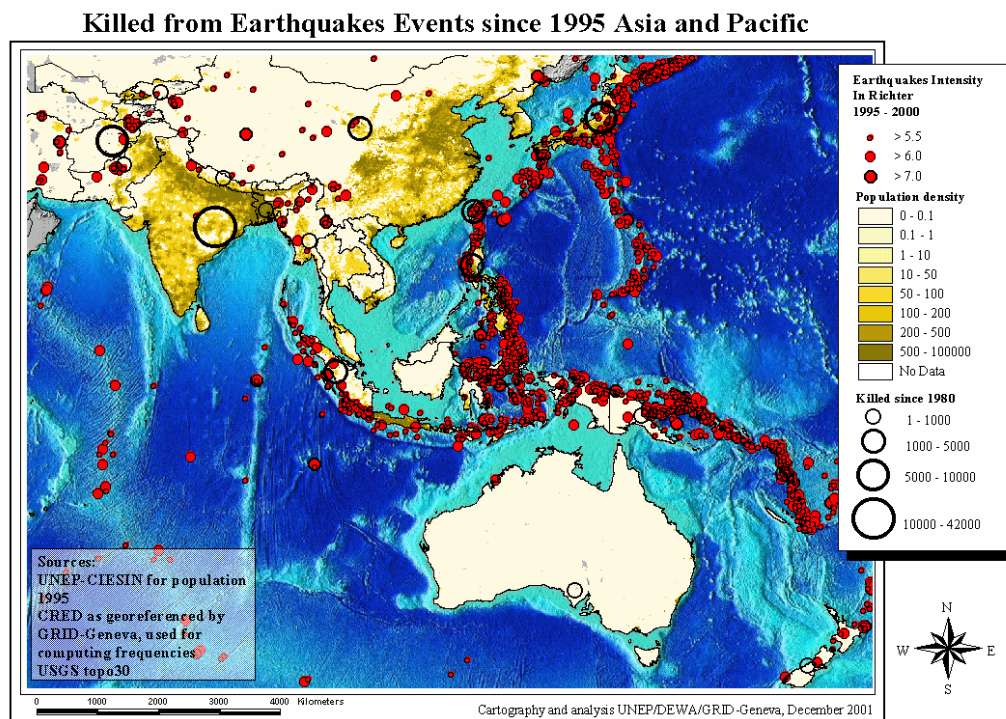 Killed from Earthquakes Events since 1995 Asia and Pacific
Earthquakes Intensity
In Richter
1995 - 2000
> 5.5
> 6.0
> 7.0
Population density
0 - 0.1
0.1 - 1
1 - 10
10 - 50
50 - 100
100 - 200
200 - 500
500 - 100000
No Data
Killed since 1980
1 - 1000
1000 - 5000
5000 - 10000
10000 - 42000
Sources:
UNEP-CIESIN for population
1995
CRED as georeferenced by
GRID-Geneva, used for
computing frequencies
USGS topo30
N
W E
S
0 1000 2000 3000 4000 Kilometers
Cartography and analysis UNEP/DEWA/GRID-Geneva, December 2001